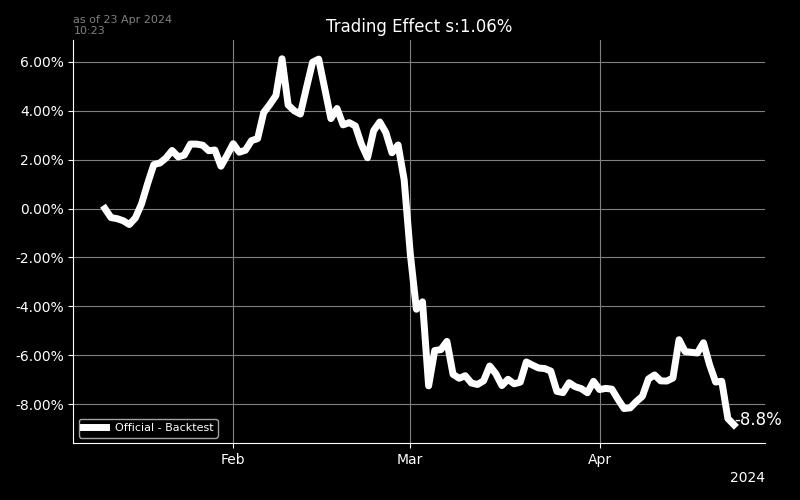 as of 23 Apr 2024
10:23
Trading Effect s:1.06%
6.00%
4.00%
2.00%
0.00%
-2.00%
-4.00%
-6.00%
-8.00%
Official - Backtest
-8.8%
Feb
Mar
Apr
2024